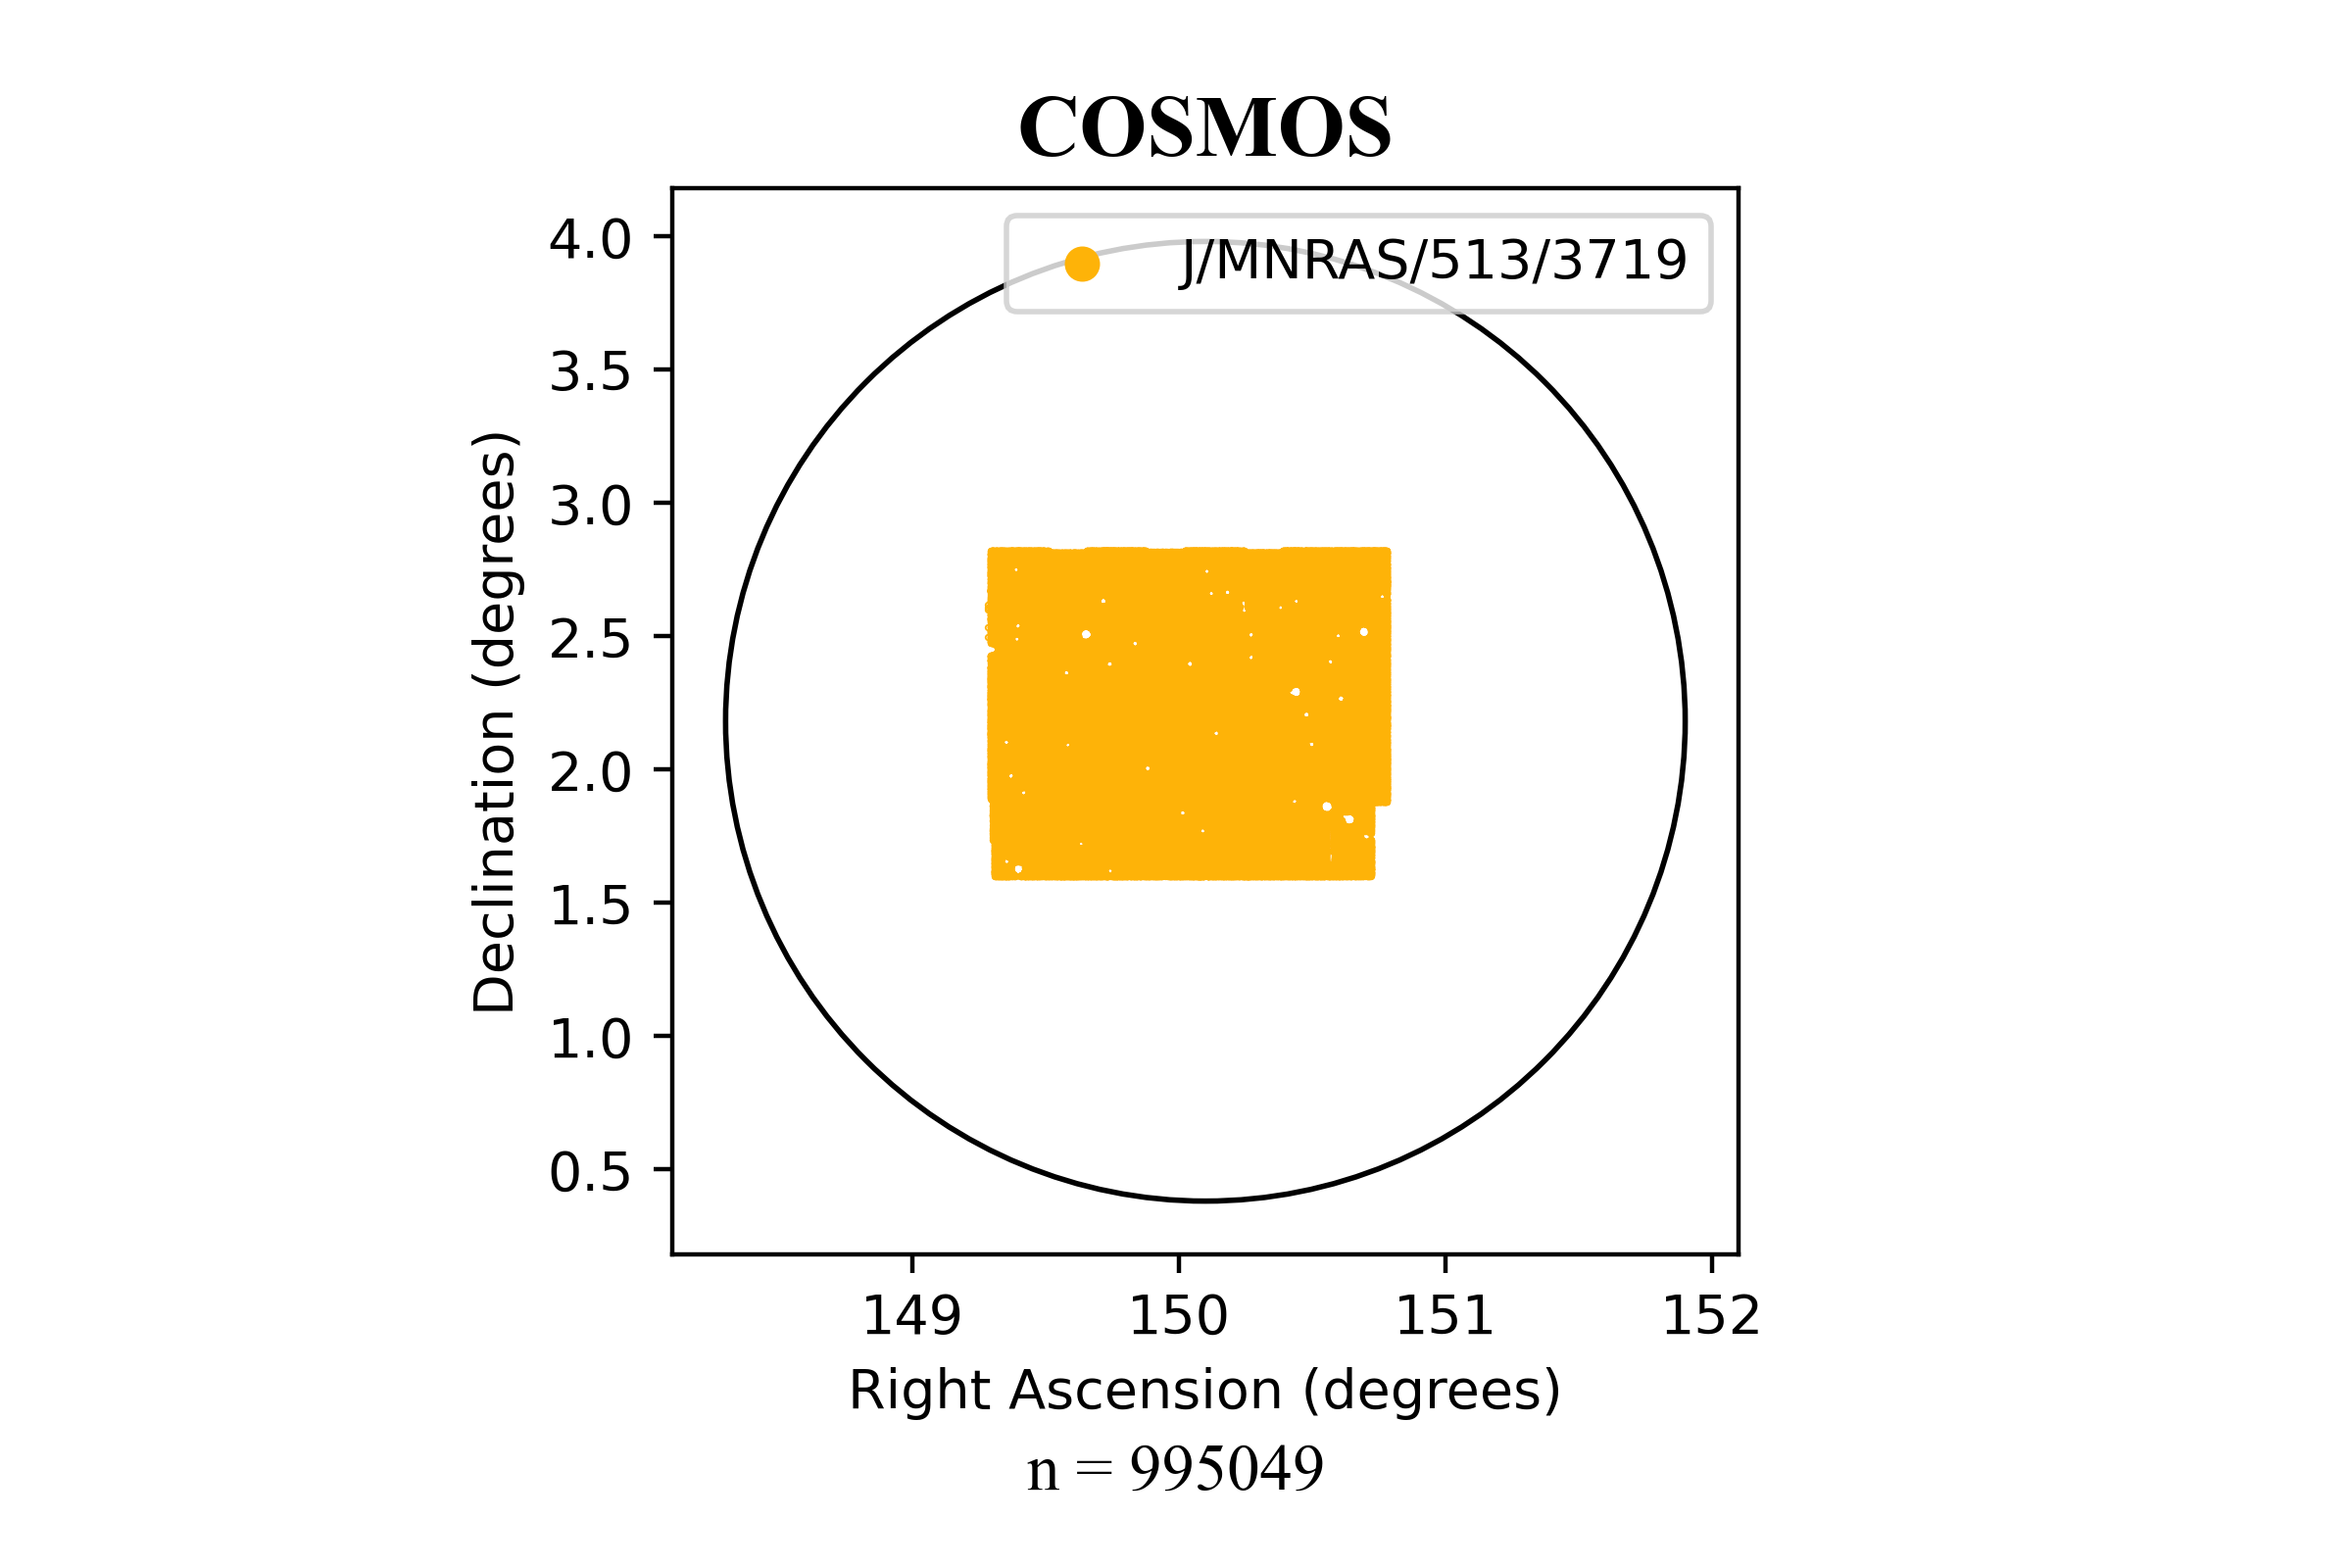 COSMOS
J/MNRAS/513/3719
4.0
3.5
3.0
2.5
2.0
1.5
1.0
0.5
Declination (degrees)
149 150 151 152
Right Ascension (degrees)
n = 995049